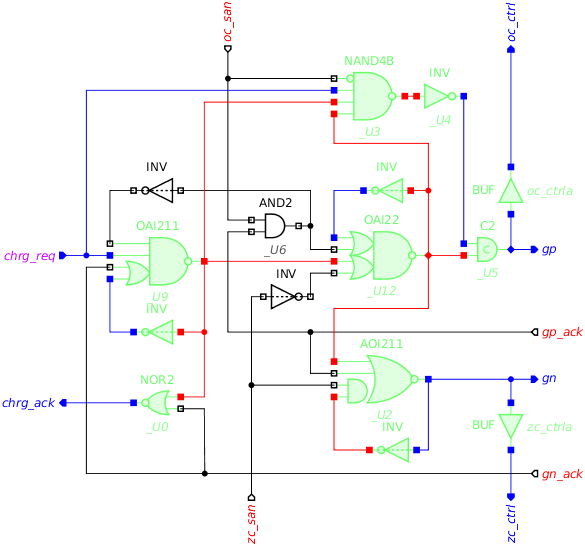 oc_san
oc_ctrl
NAND4B
INV
_U3
_U4
INV
INV
BUF
oc_ctrla
AND2
OAI211
OAI22
C2
chrg_req
_U6
gp
INV
_U5
U9
_U12
INV
gp_ack
AOI211
NOR2
gn
chrg_ack
_U2
_U0
INV
BUF
zc_ctrla
gn_ack
zc_san
zc_ctrl
C